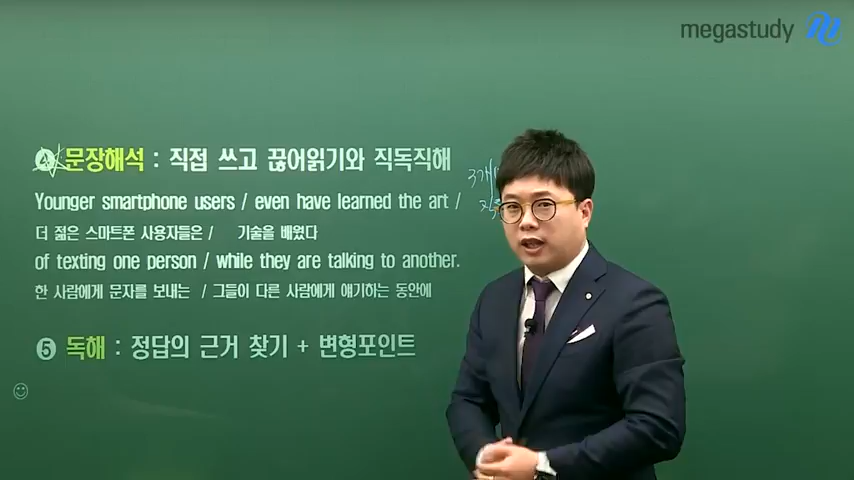 megastudy
❹ 문장해석 : 직접 쓰고 끊어읽기와 직독직해
3개
Younger smartphone users / even have learned the art /
더 젊은 스마트폰 사용자들은 / 기술을 배웠다
of texting one person / while they are talking to another.
한 사람에게 문자를 보내는 / 그들이 다른 사람에게 얘기하는 동안에
❺ 독해 : 정답의 근거 찾기 + 변형포인트